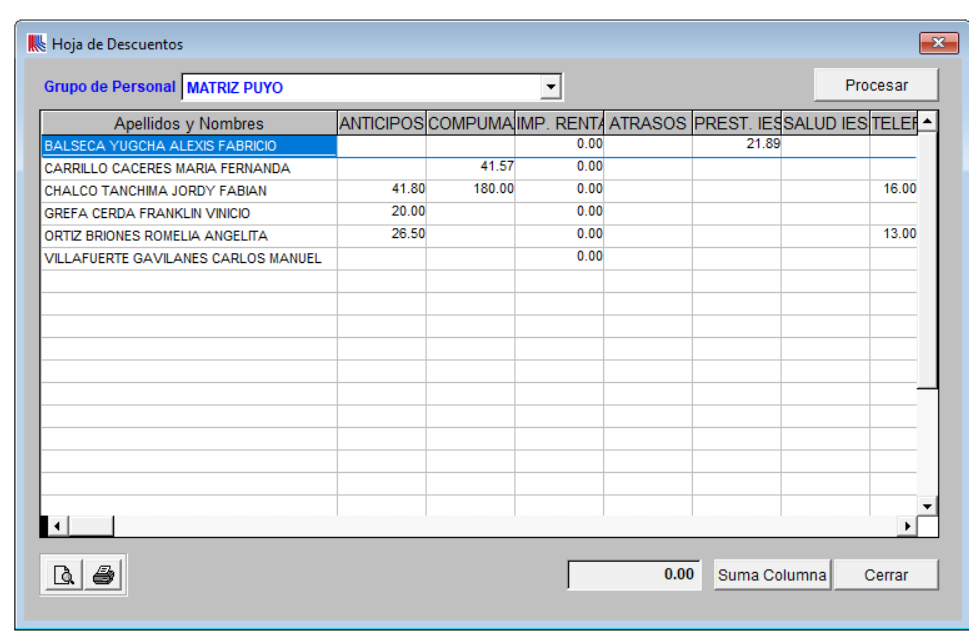 Hoja de Descuentos
Grupo de Personal MATRIZ PUYO Procesar
Apellidos y Nombres ANTICIPOS COMPUMA IMP. RENTA ATRASOS PREST. IES SALUD IES TELEF
BALSECA YUGCHA ALEXIS FABRICIO 0.00 21.89
CARRILLO CACERES MARIA FERNANDA 41.57 0.00
CHALCO TANCHIMA JORDY FABIAN 41.80 180.00 0.00 16.00
GREFA CERDA FRANKLIN VINICIO 20.00 0.00
ORTIZ BRIONES ROMELIA ANGELITA 26.50 0.00 13.00
VILLAFUERTE GAVILANES CARLOS MANUEL 0.00
0.00 Suma Columna Cerrar